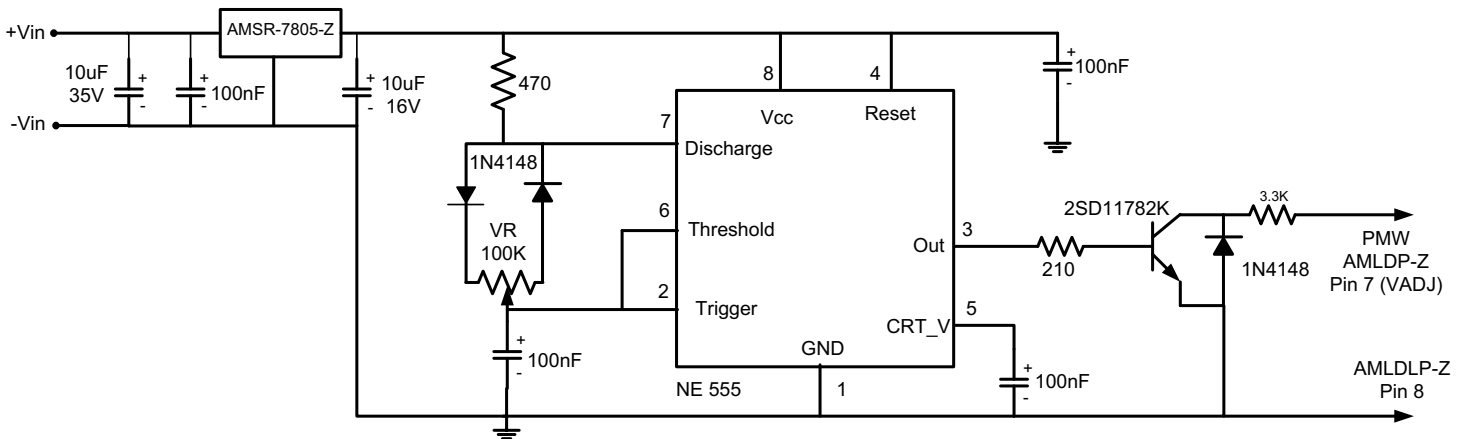 +Vin
AMSR-7805-Z
10uF
35V
+
-
+
-
100nF
+
-
10uF
16V
-Vin
470
8
4
+
-
100nF
Vcc
Reset
7
Discharge
1N4148
6
Threshold
VR
100K
2
Trigger
+
-
100nF
3
Out
210
2SD11782K
3.3K
1N4148
PMW
AMLDP-Z
Pin 7 (VADJ)
5
CRT_V
+
-
100nF
GND
1
NE 555
AMLDLP-Z
Pin 8